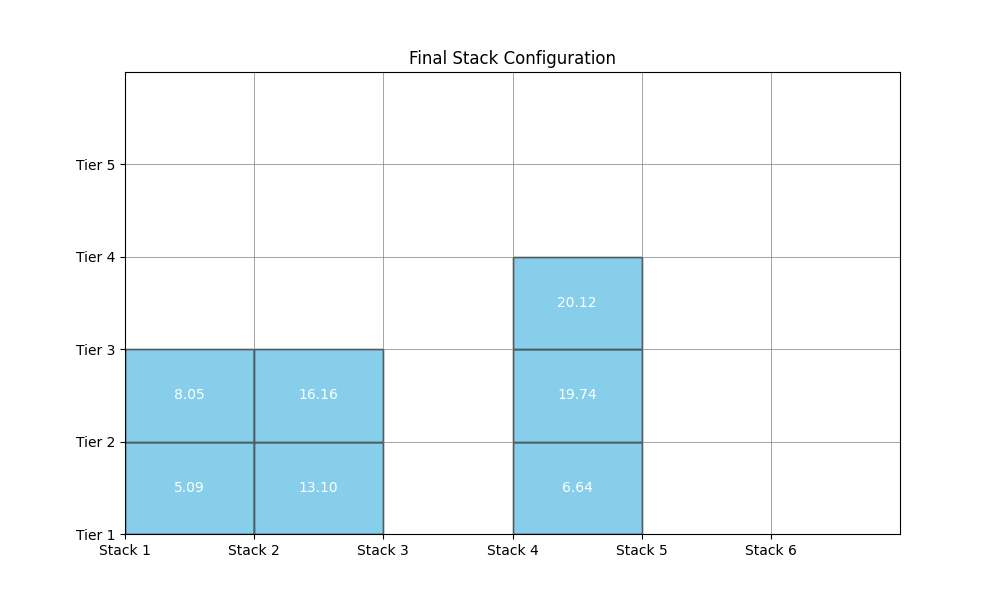 Final Stack Configuration
Tier 5
Tier 4
20.12
Tier 3
8.05 16.16 19.74
Tier 2
5.09 13.10 6.64
Tier 1
Stack 1 Stack 2 Stack 3 Stack 4 Stack 5 Stack 6